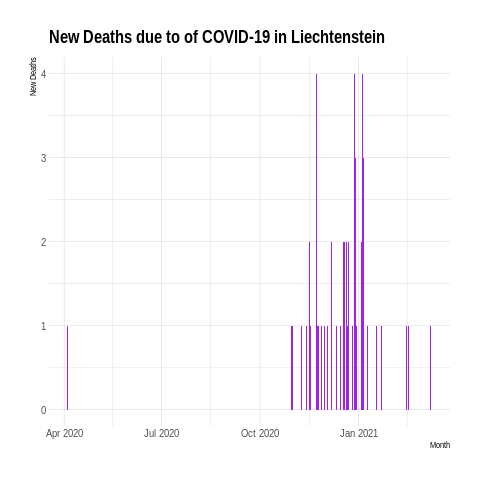 New Deaths due to of COVID-19 in Liechtenstein
New Deaths
4
3
2
1
0
Apr 2020 Jul 2020 Oct 2020 Jan 2021
Month